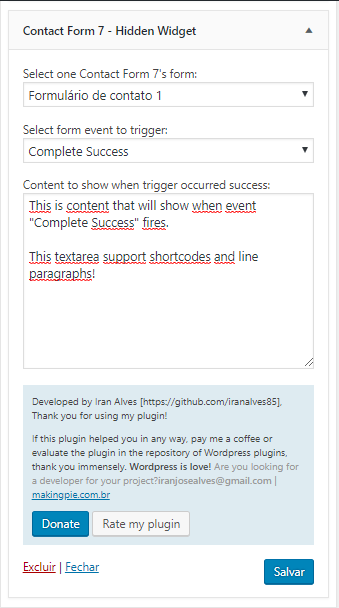 Contact Form 7 - Hidden Widget
Select one Contact Form 7's form:
Formulário de contato 1
Select form event to trigger:
Complete Success
Content to show when trigger occurred success:
This is content that will show when event
"Complete Success" fires.
This textarea support shortcodes and line
paragraphs!
Developed by Iran Alves [https://github.com/iranalves85],
Thank you for using my plugin!
If this plugin helped you in any way, pay me a coffee or
evaluate the plugin in the repository of Wordpress plugins,
thank you immensely. Wordpress is love! Are you looking for
a developer for your project?iranjosealves@gmail.com |
makingpie.com.br
Donate Rate my plugin
Excluir | Fechar Salvar